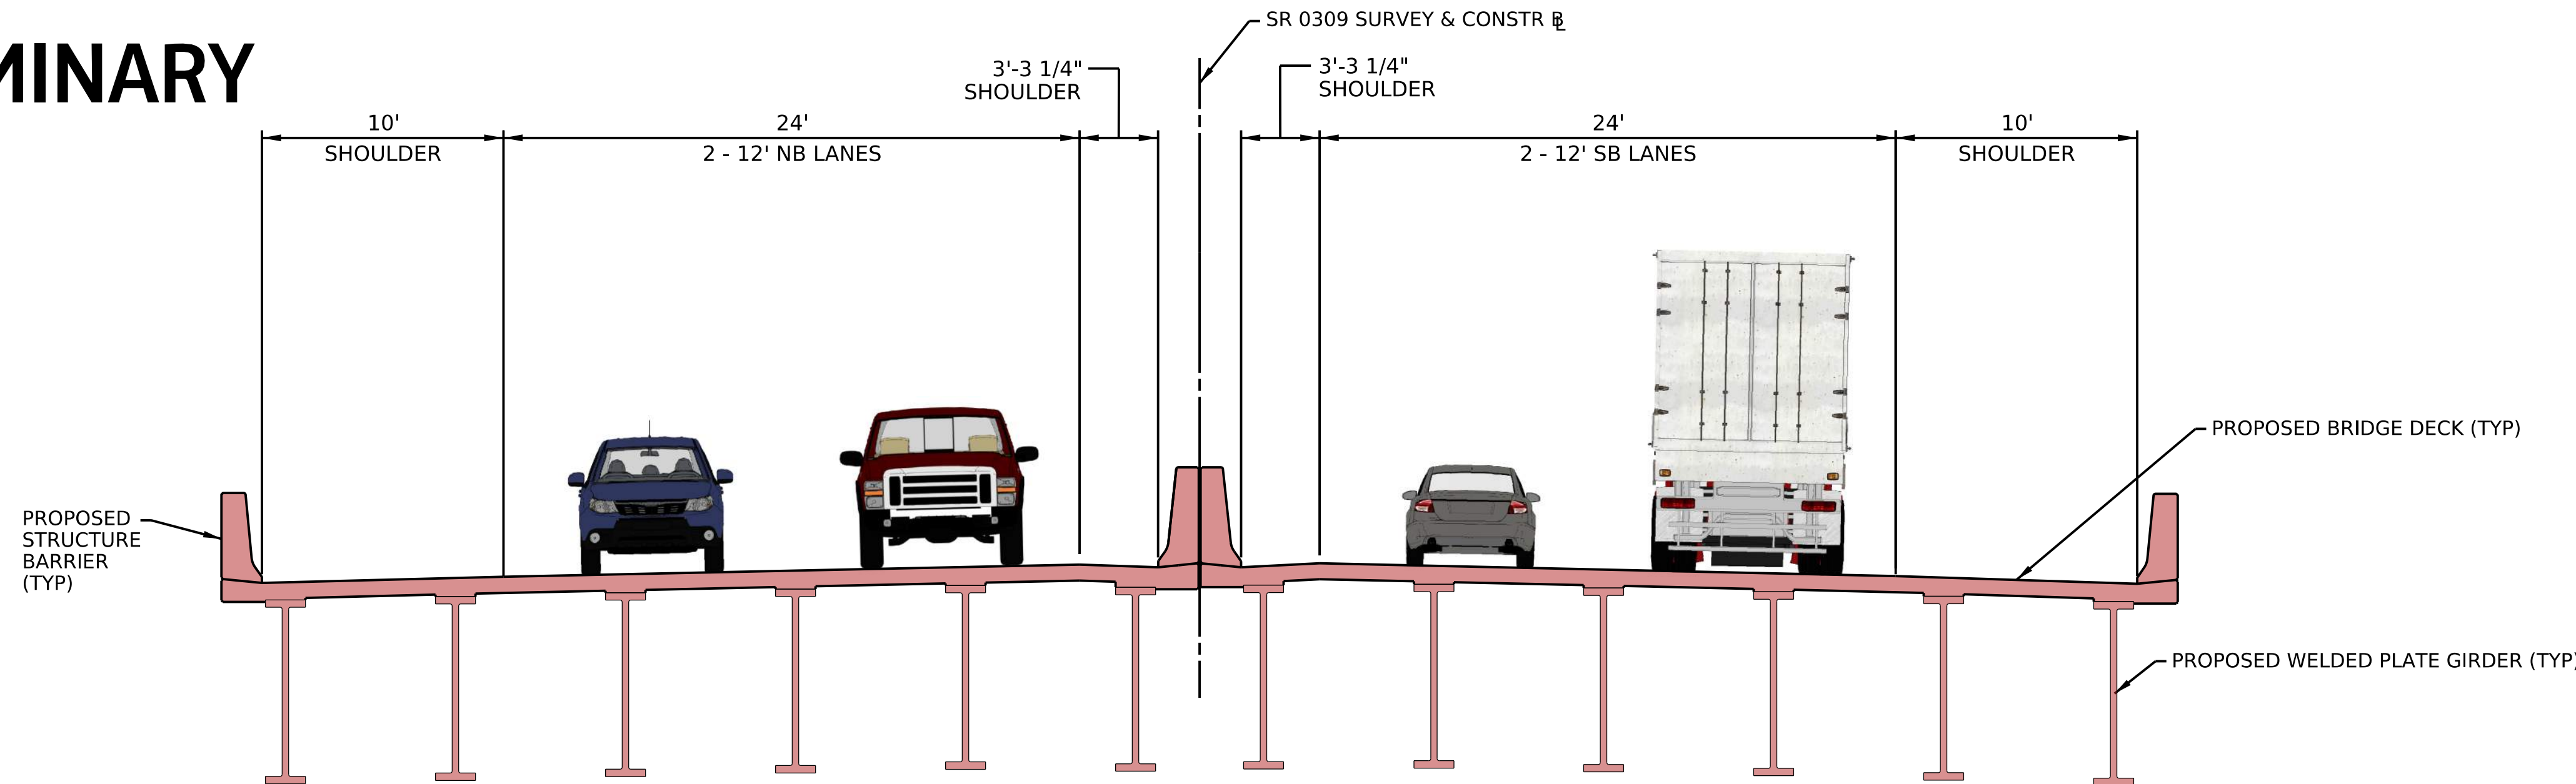 MINARY
SR 0309 SURVEY & CONSTR BL
3'-3 1/4"
SHOULDER
3'-3 1/4"
SHOULDER
10'
SHOULDER
24'
2 - 12' NB LANES
24'
2 - 12' SB LANES
10'
SHOULDER
PROPOSED BRIDGE DECK (TYP)
PROPOSED
STRUCTURE
BARRIER
(TYP)
PROPOSED WELDED PLATE GIRDER (TYP)